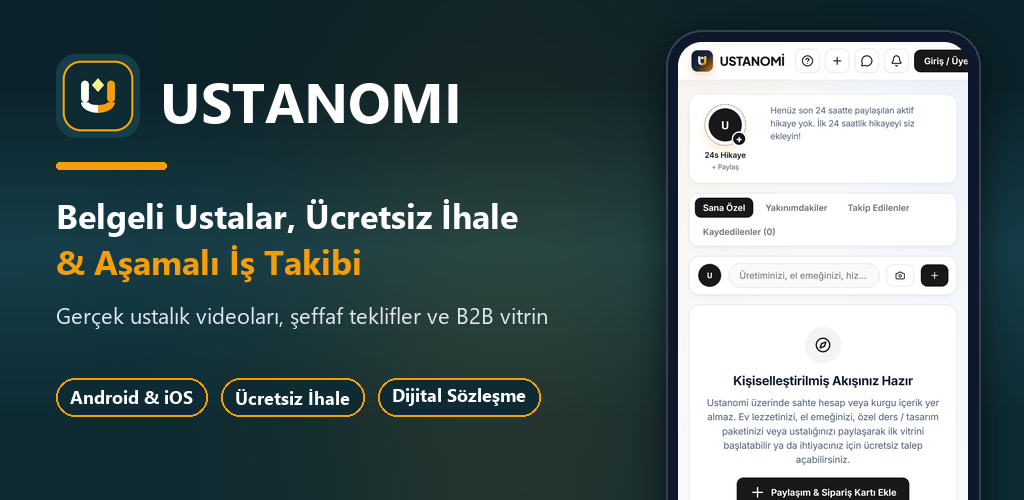 USTANOMI
Belgeli Ustalar, Ücretsiz İhale
& Aşamalı İş Takibi
Gerçek ustalık videoları, şeffaf teklifler ve B2B vitrin
Android & iOS
Ücretsiz İhale
Dijital Sözleşme
USTANOMİ
Giriş / Üye
U
24s Hikaye
+ Paylaş
Henüz son 24 saatte paylaşılan aktif
hikaye yok. İlk 24 saatlik hikayeyi siz
ekleyin!
Sana Özel
Yakınımdakiler
Takip Edilenler
Kaydedilenler (0)
U
Üretiminizi, el emeğinizi, hiz...
Kişiselleştirilmiş Akışınız Hazır
Ustanomi üzerinde sahte hesap veya kurgu içerik yer
almaz. Ev lezzetinizi, el emeğinizi, özel ders / tasarım
paketinizi veya ustalığınızı paylaşarak ilk vitrini
başlatabilir ya da ihtiyacınız için ücretsiz talep
açabilirsiniz.
+ Paylaşım & Sipariş Kartı Ekle